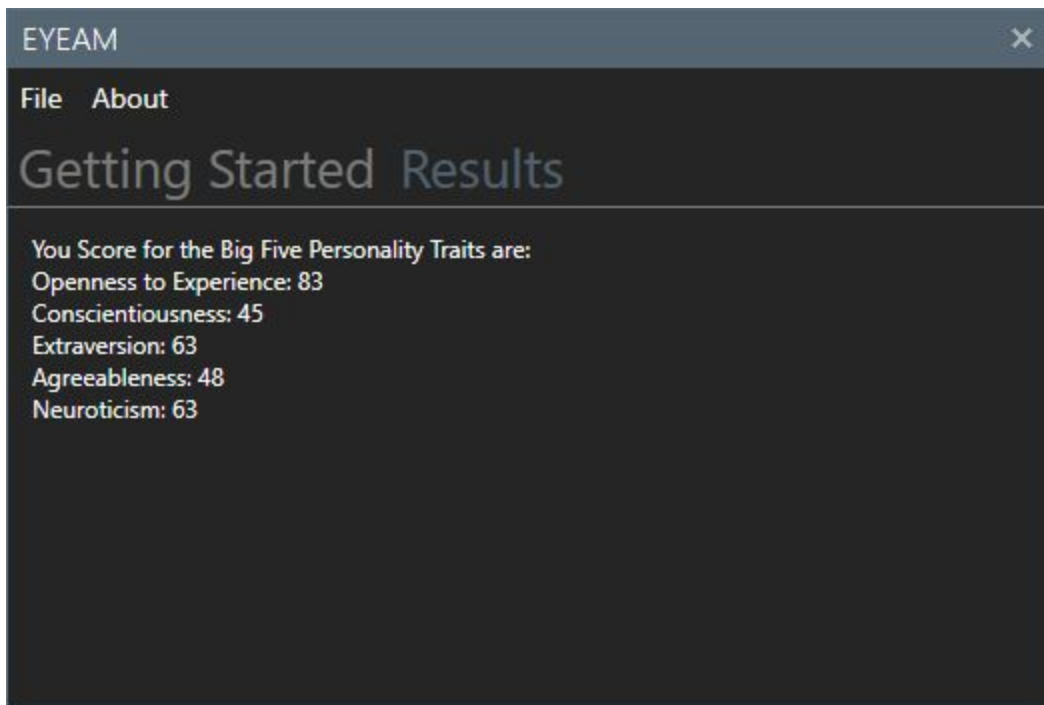 EYEAM
File About
Getting Started Results
You Score for the Big Five Personality Traits are:
Openness to Experience: 83
Conscientiousness: 45
Extraversion: 63
Agreeableness: 48
Neuroticism: 63